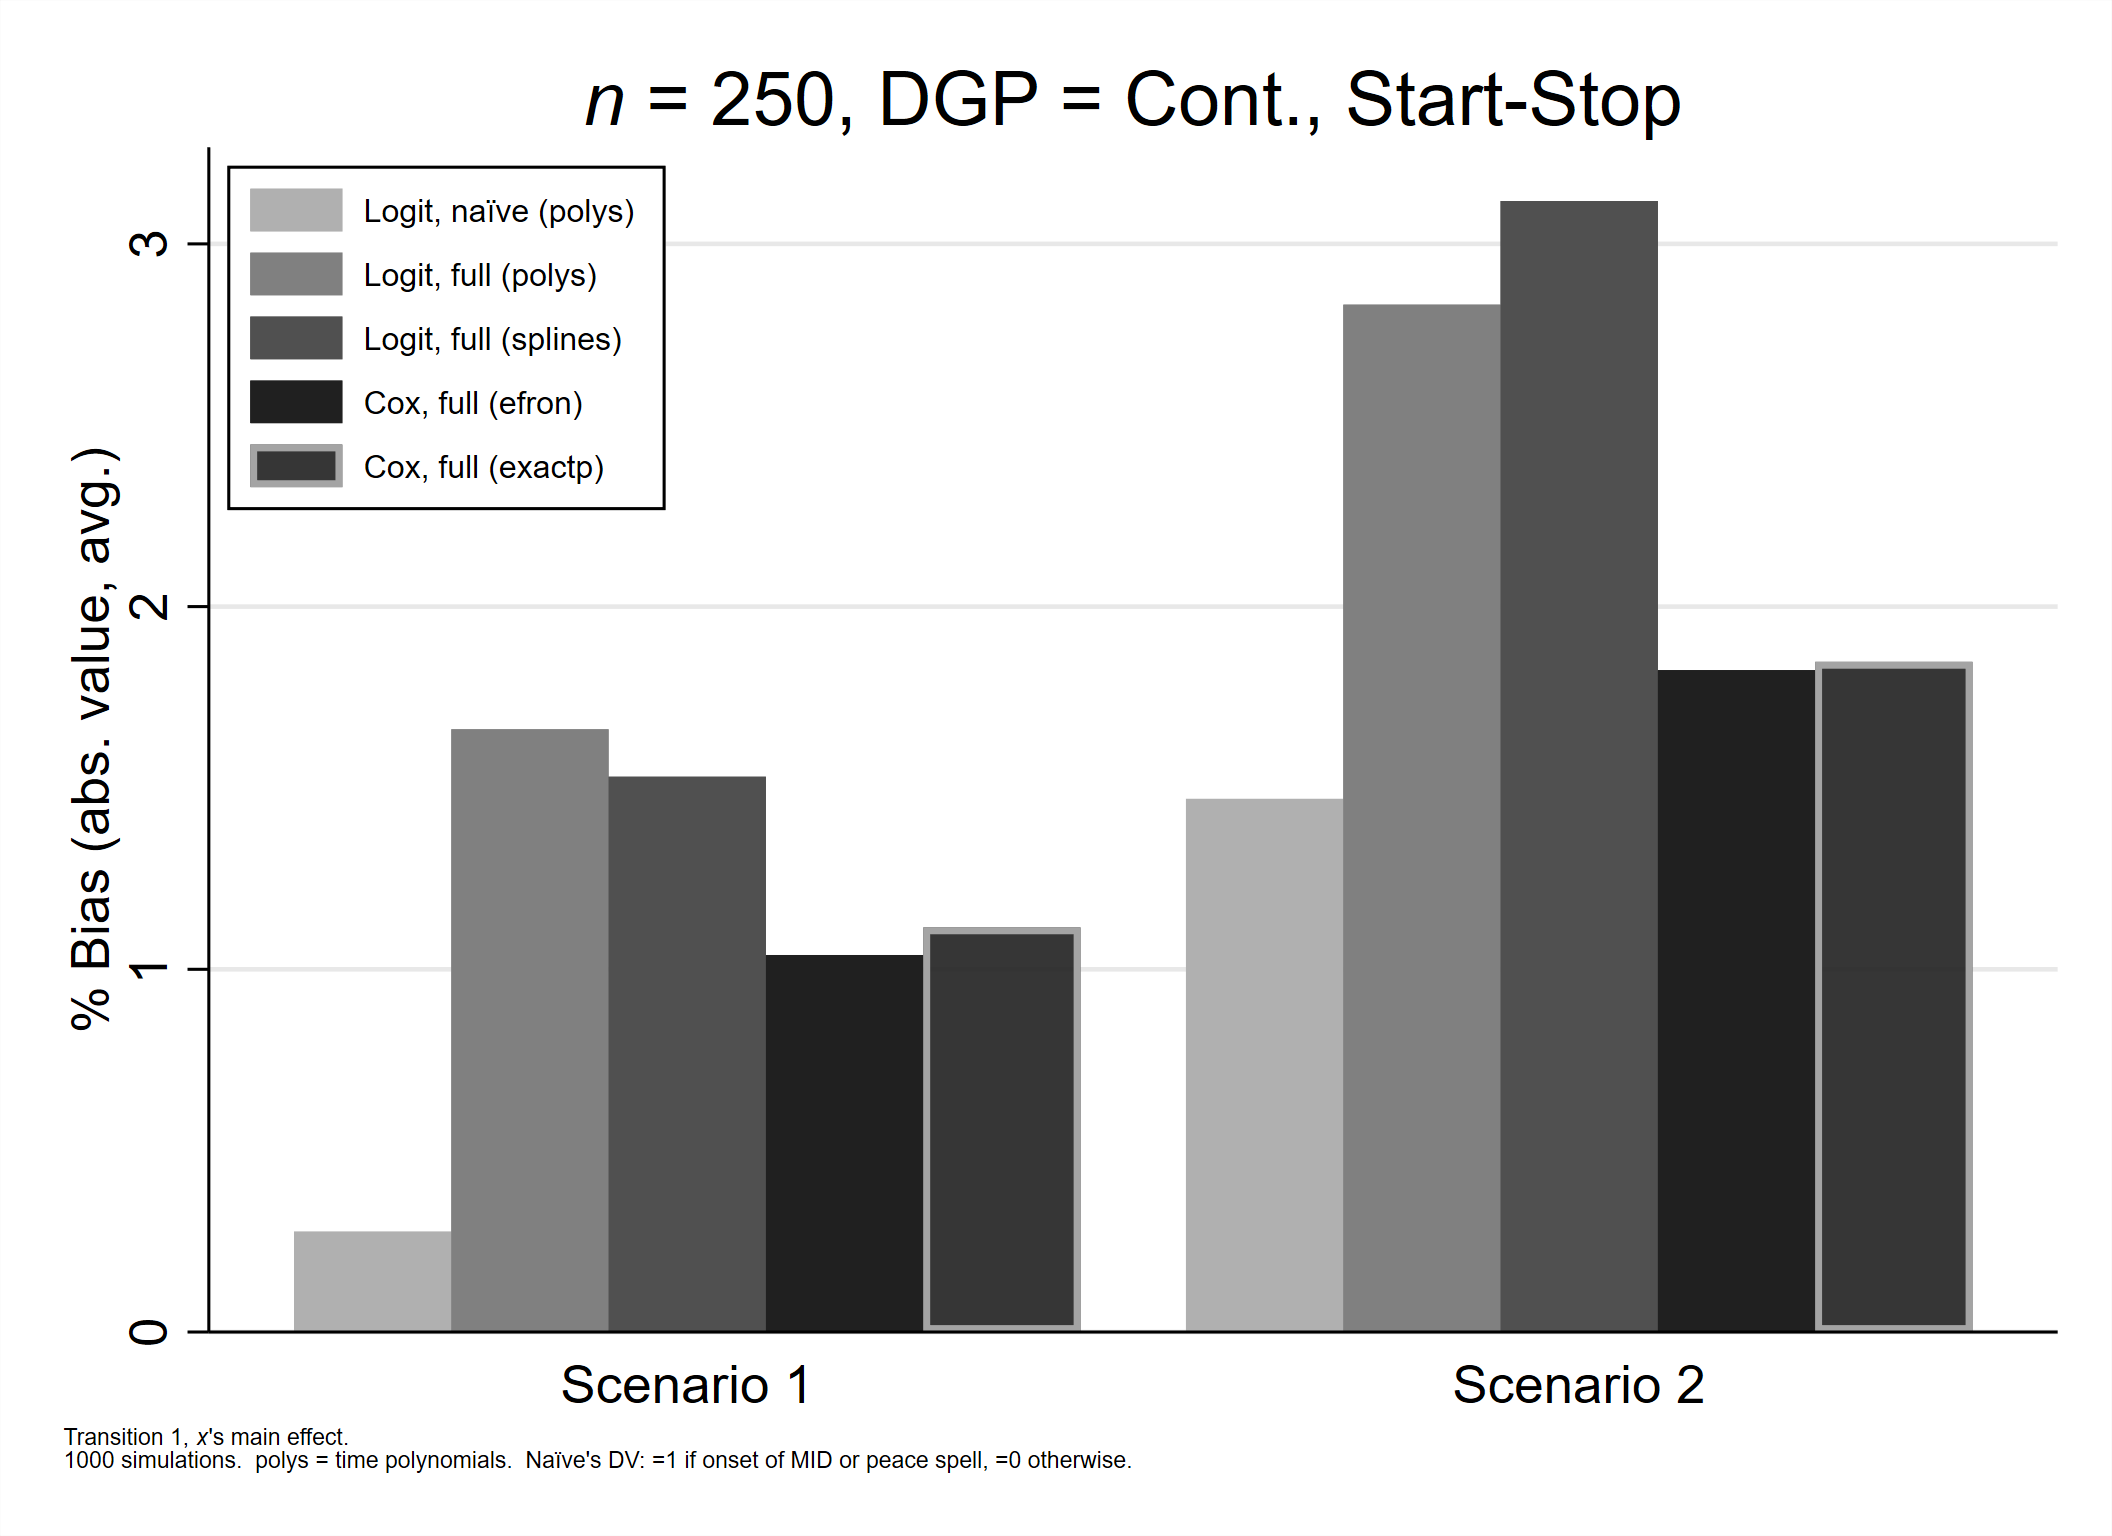 n = 250, DGP = Cont., Start-Stop
Logit, naïve (polys)
Logit, full (polys)
Logit, full (splines)
Cox, full (efron)
Cox, full (exactp)
% Bias (abs. value, avg.)
3
2
1
0
Scenario 1
Scenario 2
Transition 1, x's main effect.
1000 simulations.  polys = time polynomials.  Naïve's DV: =1 if onset of MID or peace spell, =0 otherwise.